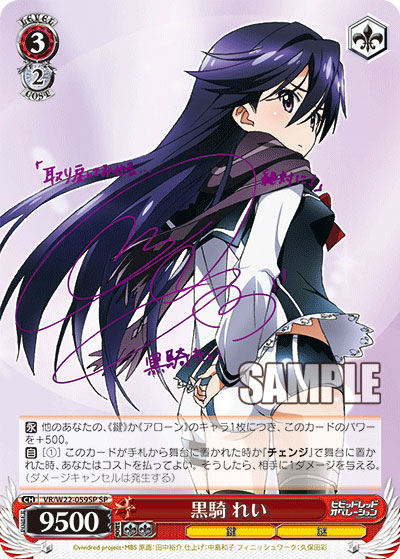 3
2
COST
「取り戻してみせる…
絶対に!」
黒騎れい
SAMPLE
永 他のあなたの、《鍵》か《アローン》のキャラ1枚につき、このカードのパワー
を+500。
自 [①] このカードが手札から舞台に置かれた時か「チェンジ」で舞台に置か
れた時、あなたはコストを払ってよい。そうしたら、相手に1ダメージを与える。
(ダメージキャンセルは発生する)
CH VR/W22-059SP SP
9500
黒騎 れい
ビビッドレッド
オペレーション
鍵
©vividred project・MBS 原画:田中裕介 仕上げ:中島和子 フィニッシュワーク:久保田彩